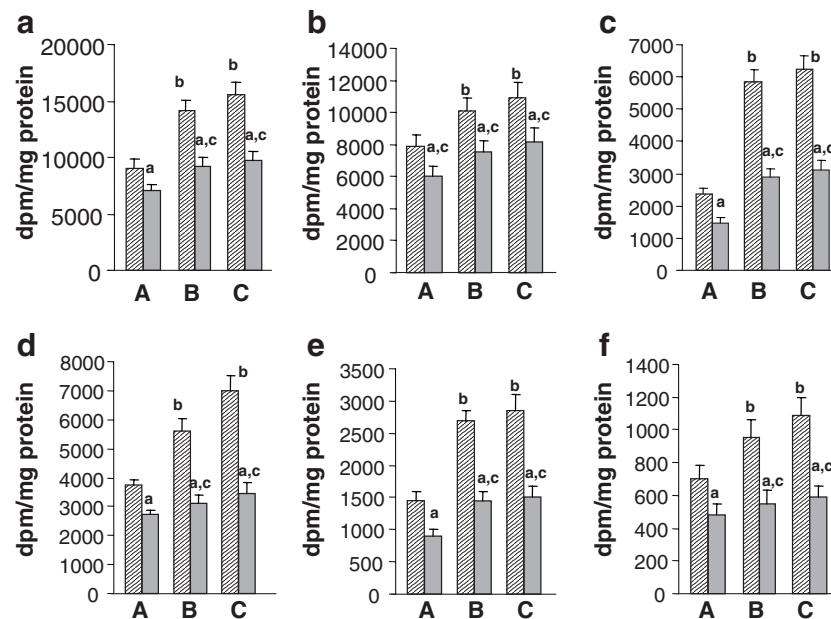 a
dpm/mg protein
20000
15000
10000
5000
0
b
b
a
a,c
a,c
A B C
b
dpm/mg protein
14000
12000
10000
8000
6000
4000
2000
0
b
b
a,c
a,c
a,c
A B C
c
dpm/mg protein
7000
6000
5000
4000
3000
2000
1000
0
b
b
a
a,c
a,c
A B C
d
dpm/mg protein
8000
7000
6000
5000
4000
3000
2000
1000
0
b
b
a
a,c
a,c
A B C
e
dpm/mg protein
3500
3000
2500
2000
1500
1000
500
0
b
b
a
a,c
a,c
A B C
f
dpm/mg protein
1400
1200
1000
800
600
400
200
0
b
b
a
a,c
a,c
A B C